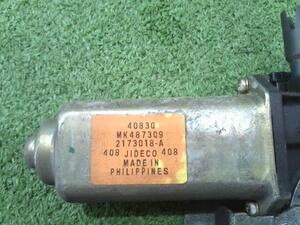 40830
MK487309
2173018-A
408 JIDECO 408
MADE IN
PHILIPPINES